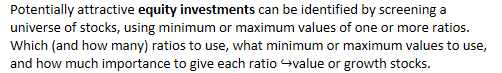 Potentially attractive equity investments can be identified by screening a
universe of stocks, using minimum or maximum values of one or more ratios.
Which (and how many) ratios to use, what minimum or maximum values to use,
and how much importance to give each ratio ↪value or growth stocks.